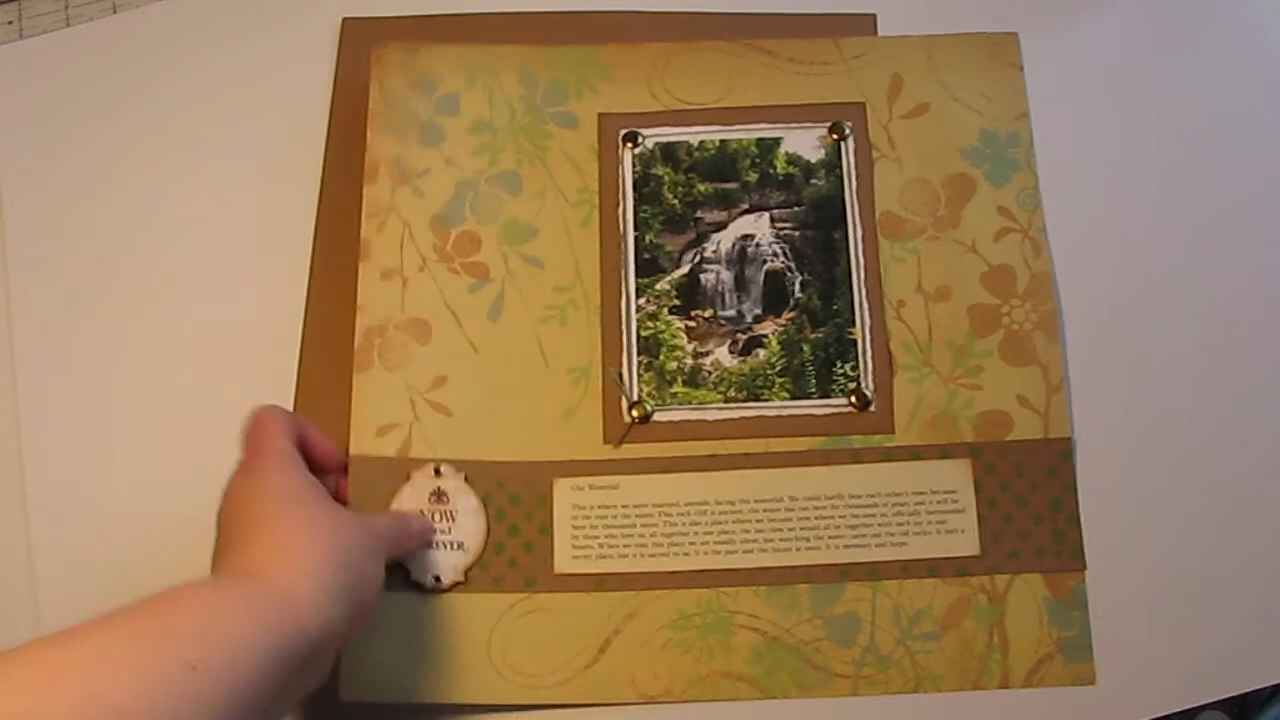 NOW
and
Our Waterfall
This is where we were married, outside, facing this waterfall. We could hardly hear each other's vows because
of the roar of the water. This rock cliff is ancient, the water has run here for thousands of years, and it will be
here for thousands more. This is also a place where we became new, where we became us, officially. Surrounded
by those who love us, all together in one place, the last time we would all be together with such joy in our
hearts. When we visit this place we are usually silent, just watching the water carve out the old rocks. It isn't a
secret place, but it is sacred to us. It is the past and the future at once. It is memory and hope.